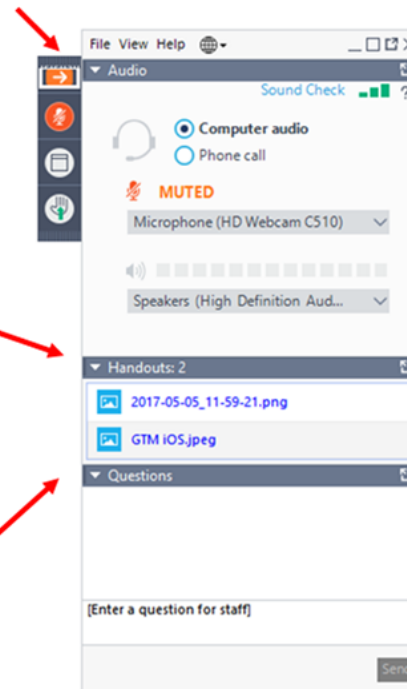 File View Help
Audio
Sound Check ?
Computer audio
Phone call
MUTED
Microphone (HD Webcam C510)
Speakers (High Definition Aud...
Handouts: 2
2017-05-05_11-59-21.png
GTM iOS.jpeg
Questions
[Enter a question for staff]
Send